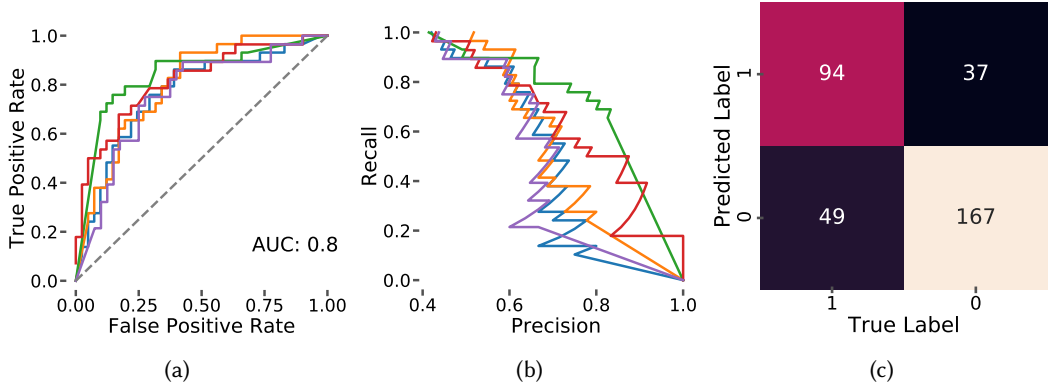 1.0
0.8
0.6
0.4
0.2
0.0
True Positive Rate
AUC: 0.8
0.00 0.25 0.50 0.75 1.00
False Positive Rate
(a)
1.0
0.8
0.6
0.4
0.2
0.0
Recall
0.4 0.6 0.8 1.0
Precision
(b)
Predicted Label
1
0
94 37
49 167
1 0
True Label
(c)